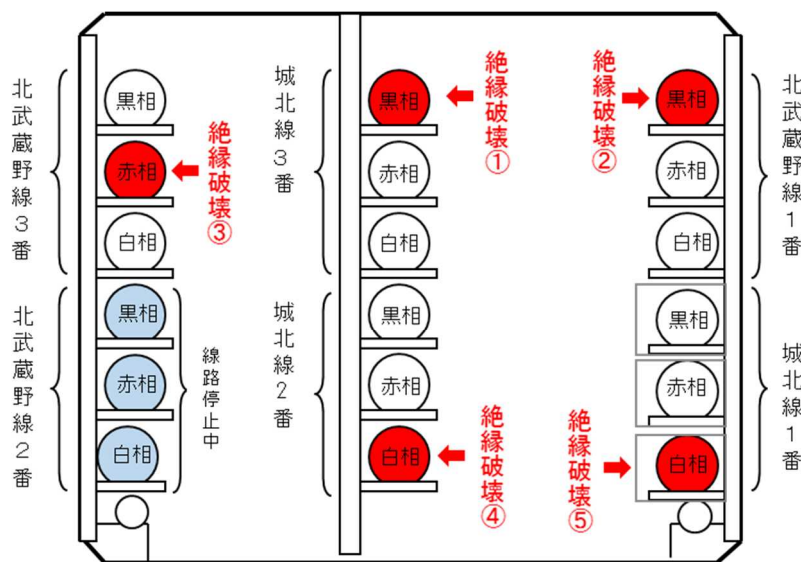 北武蔵野線3番
黒相
赤相
白相
絶縁破壊③
北武蔵野線2番
黒相
赤相
白相
線路停止中
城北線3番
黒相
赤相
白相
絶縁破壊①
城北線2番
黒相
赤相
白相
絶縁破壊④
絶縁破壊②
黒相
赤相
白相
北武蔵野線1番
絶縁破壊⑤
黒相
赤相
白相
城北線1番